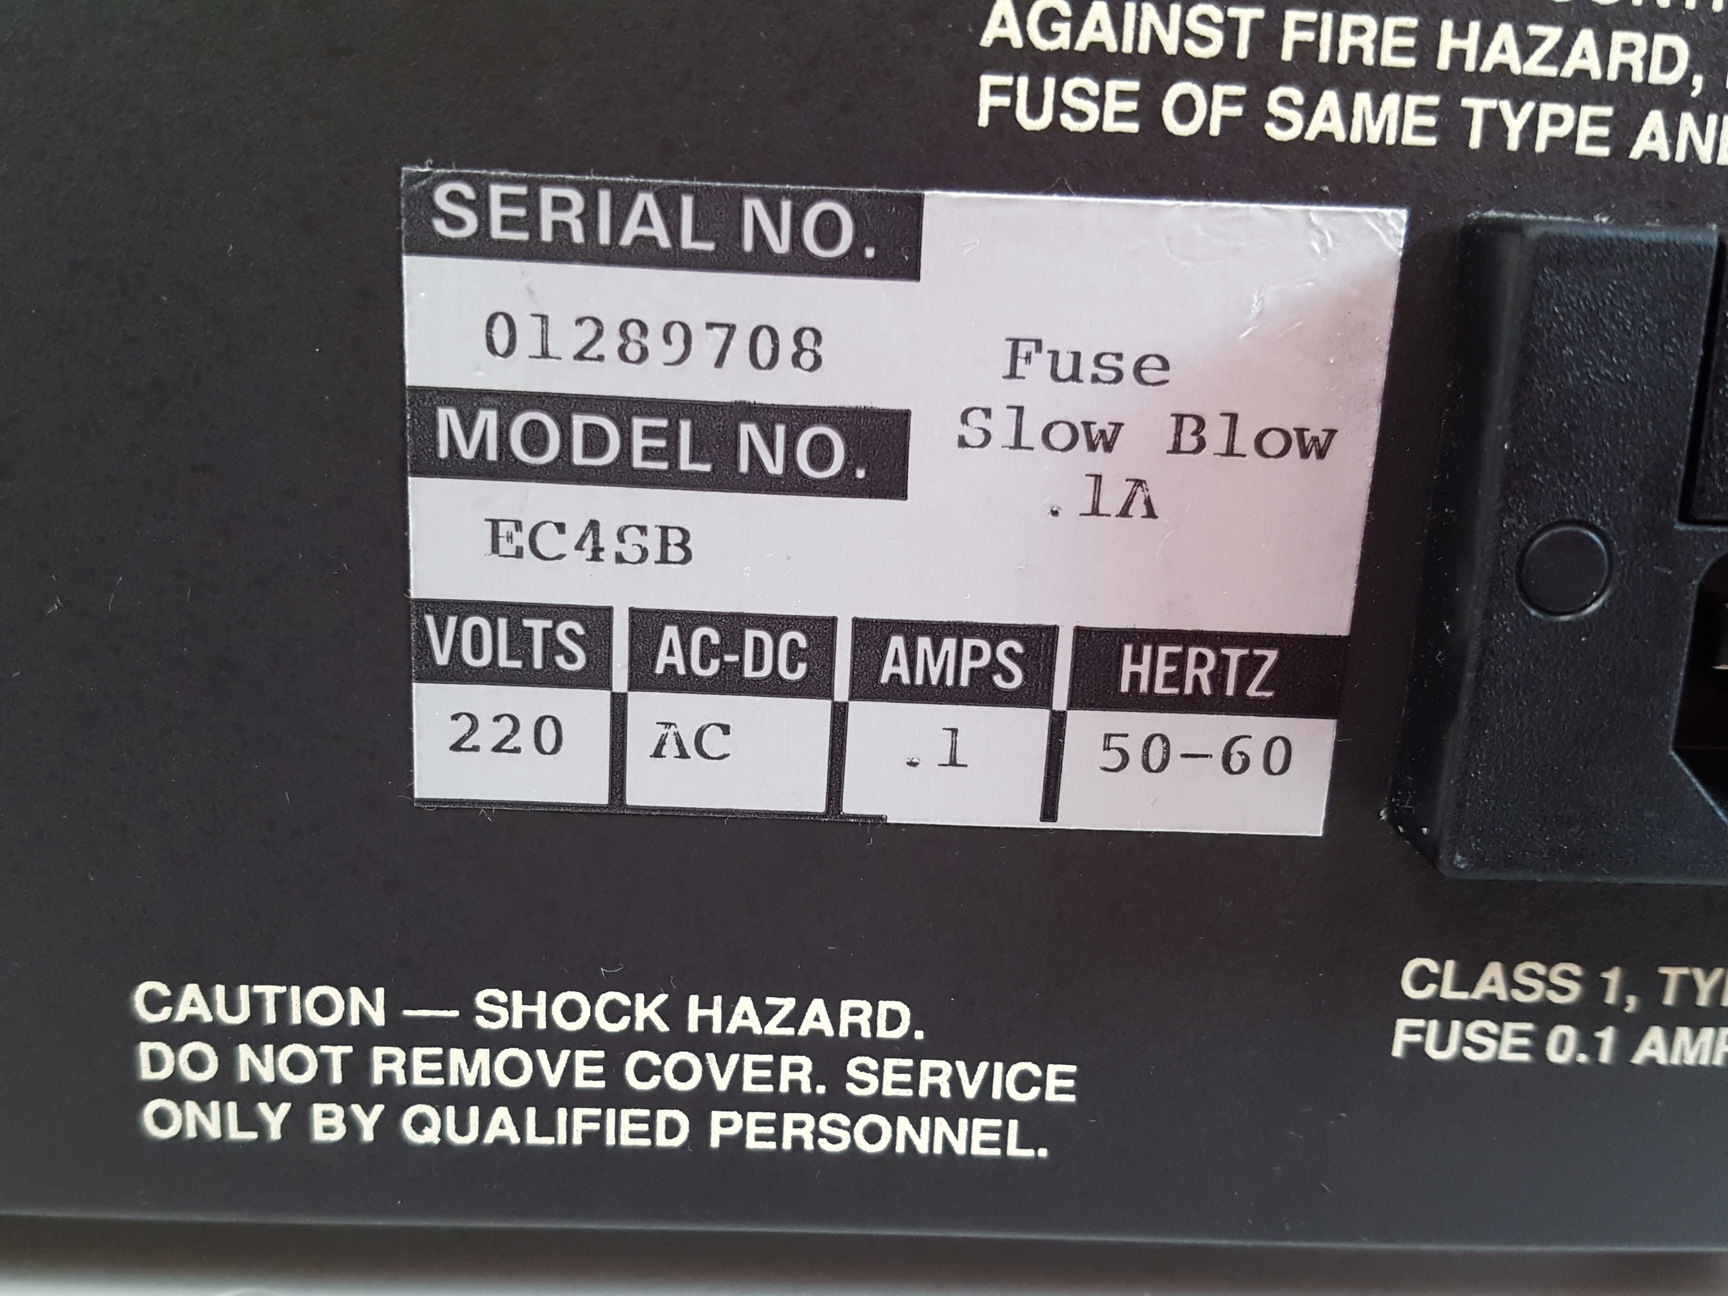 AGAINST FIRE HAZARD,
FUSE OF SAME TYPE
SERIAL NO.
01289708
MODEL NO.
EC4SB
Fuse
Slow Blow
.1A
VOLTS AC-DC AMPS HERTZ
220 AC .1 50-60
CAUTION — SHOCK HAZARD.
DO NOT REMOVE COVER. SERVICE
ONLY BY QUALIFIED PERSONNEL.
CLASS 1,
FUSE 0.1